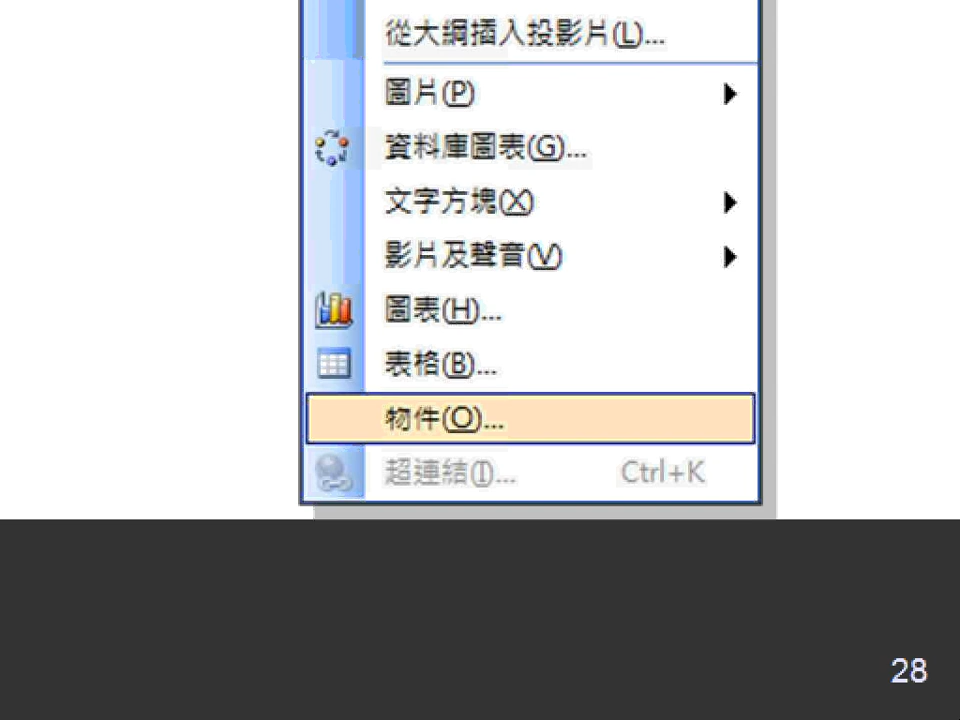 從大綱插入投影片(L)...
圖片(P)
資料庫圖表(G)...
文字方塊(X)
影片及聲音(V)
圖表(H)...
表格(B)...
物件(O)...
超連結(I)... Ctrl+K
28